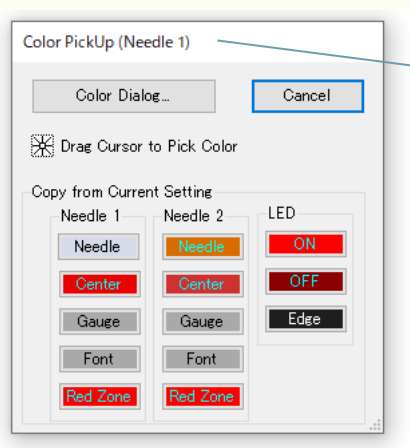 Color PickUp (Needle 1)
Color Dialog...
Cancel
Drag Cursor to Pick Color
Copy from Current Setting
Needle 1 Needle 2 LED
Needle Needle ON
Center Center OFF
Gauge Gauge Edge
Font Font
Red Zone Red Zone